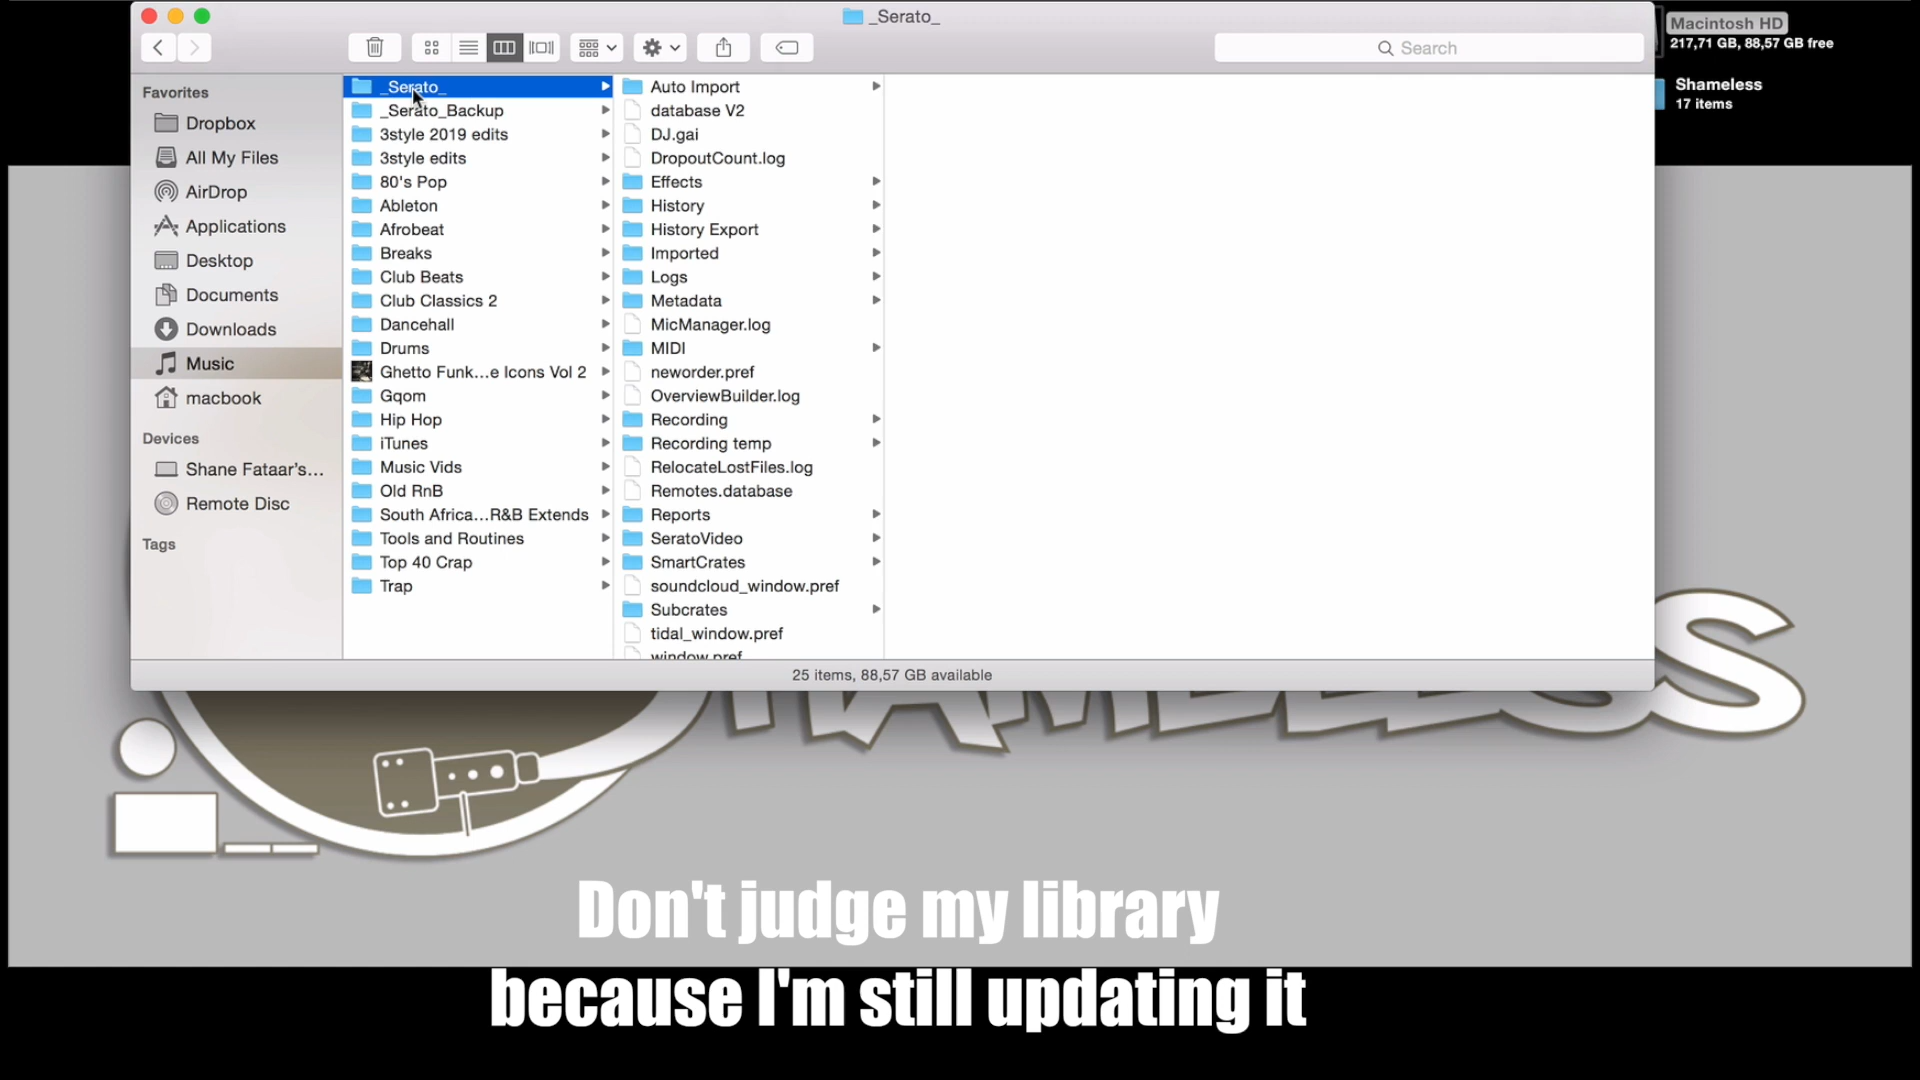 _Serato_
Search
Macintosh HD
217,71 GB, 88,57 GB free
Shameless
17 items
Favorites
Dropbox
All My Files
AirDrop
Applications
Desktop
Documents
Downloads
Music
macbook
Devices
Shane Fataar’s...
Remote Disc
Tags
_Serato_
_Serato_Backup
3style 2019 edits
3style edits
80's Pop
Ableton
Afrobeat
Breaks
Club Beats
Club Classics 2
Dancehall
Drums
Ghetto Funk...e Icons Vol 2
Gqom
Hip Hop
iTunes
Music Vids
Old RnB
South Africa...R&B Extends
Tools and Routines
Top 40 Crap
Trap
Auto Import
database V2
DJ.gai
DropoutCount.log
Effects
History
History Export
Imported
Logs
Metadata
MicManager.log
MIDI
neworder.pref
OverviewBuilder.log
Recording
Recording temp
RelocateLostFiles.log
Remotes.database
Reports
SeratoVideo
SmartCrates
soundcloud_window.pref
Subcrates
tidal_window.pref
window.pref
25 items, 88,57 GB available
Don't judge my library
because I'm still updating it